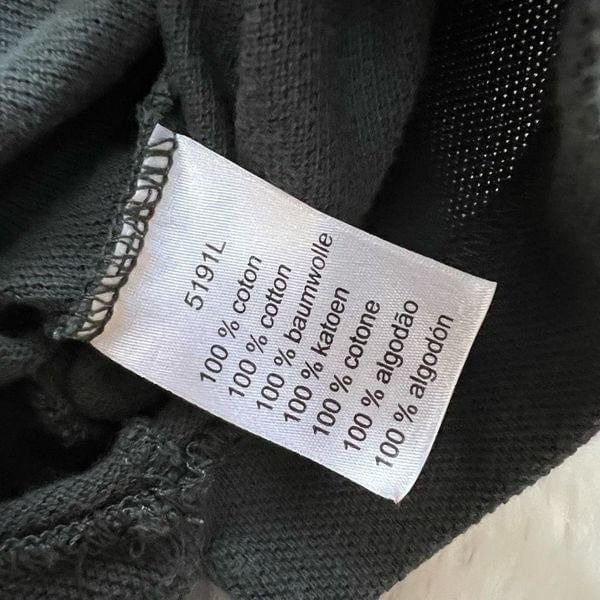 5191L
100 % coton
100 % cotton
100 % baumwolle
100 % katoen
100 % cotone
100 % algodão
100 % algodón